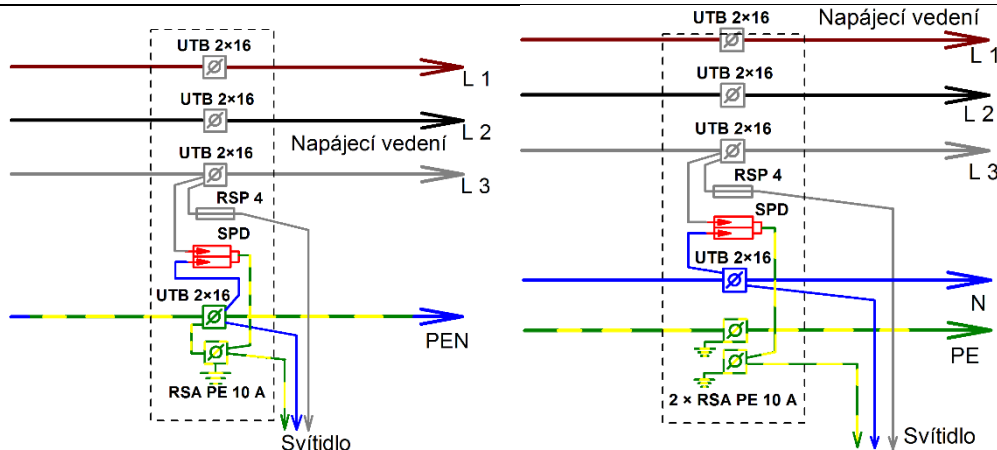 UTB 2×16
L 1
UTB 2×16
L 2
Napájecí vedení
UTB 2×16
L 3
RSP 4
SPD
UTB 2×16
PEN
RSA PE 10 A
Svítidlo
Napájecí vedení
UTB 2×16
L 1
UTB 2×16
L 2
UTB 2×16
L 3
RSP 4
SPD
UTB 2×16
N
PE
2 × RSA PE 10 A
Svítidlo